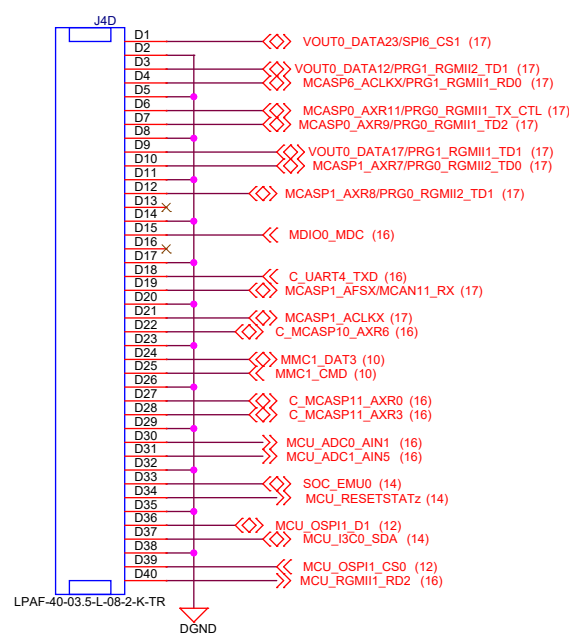 J4D
D1 VOUT0_DATA23/SPI6_CS1 (17)
D2
D3 VOUT0_DATA12/PRG1_RGMII2_TD1 (17)
D4 MCASP6_ACLKX/PRG1_RGMII1_RD0 (17)
D5
D6 MCASP0_AXR11/PRG0_RGMII1_TX_CTL (17)
D7 MCASP0_AXR9/PRG0_RGMII1_TD2 (17)
D8
D9 VOUT0_DATA17/PRG1_RGMII1_TD1 (17)
D10 MCASP1_AXR7/PRG0_RGMII2_TD0 (17)
D11
D12 MCASP1_AXR8/PRG0_RGMII2_TD1 (17)
D13
D14
D15 MDIO0_MDC (16)
D16
D17
D18 C_UART4_TXD (16)
D19 MCASP1_AFSX/MCAN11_RX (17)
D20
D21 MCASP1_ACLKX (17)
D22 C_MCASP10_AXR6 (16)
D23
D24 MMC1_DAT3 (10)
D25 MMC1_CMD (10)
D26
D27 C_MCASP11_AXR0 (16)
D28 C_MCASP11_AXR3 (16)
D29
D30 MCU_ADC0_AIN1 (16)
D31 MCU_ADC1_AIN5 (16)
D32
D33 SOC_EMU0 (14)
D34 MCU_RESETSTATz (14)
D35
D36 MCU_OSPI1_D1 (12)
D37 MCU_I3C0_SDA (14)
D38
D39 MCU_OSPI1_CS0 (12)
D40 MCU_RGMII1_RD2 (16)
LPAF-40-03.5-L-08-2-K-TR
DGND